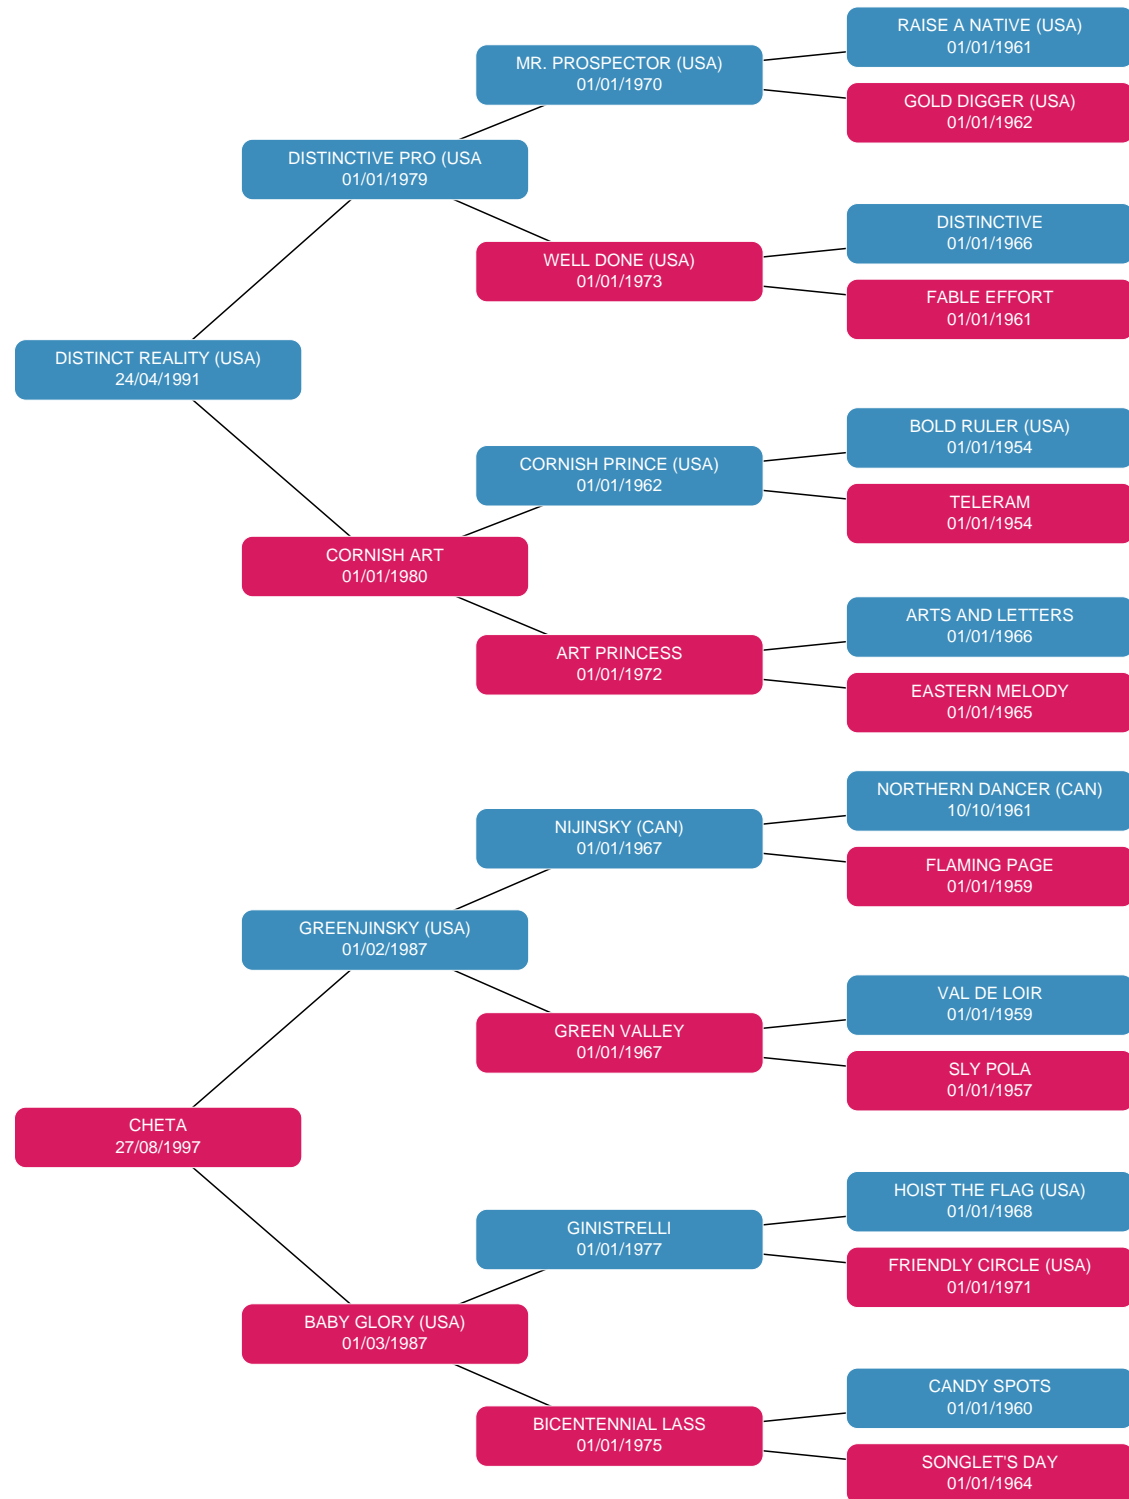 RAISE A NATIVE (USA)
01/01/1961
MR. PROSPECTOR (USA)
01/01/1970
GOLD DIGGER (USA)
01/01/1962
DISTINCTIVE PRO (USA
01/01/1979
DISTINCTIVE
01/01/1966
WELL DONE (USA)
01/01/1973
FABLE EFFORT
01/01/1961
DISTINCT REALITY (USA)
24/04/1991
BOLD RULER (USA)
01/01/1954
CORNISH PRINCE (USA)
01/01/1962
TELERAM
01/01/1954
CORNISH ART
01/01/1980
ARTS AND LETTERS
01/01/1966
ART PRINCESS
01/01/1972
EASTERN MELODY
01/01/1965
NORTHERN DANCER (CAN)
10/10/1961
NIJINSKY (CAN)
01/01/1967
FLAMING PAGE
01/01/1959
GREENJINSKY (USA)
01/02/1987
VAL DE LOIR
01/01/1959
GREEN VALLEY
01/01/1967
SLY POLA
01/01/1957
CHETA
27/08/1997
HOIST THE FLAG (USA)
01/01/1968
GINISTRELLI
01/01/1977
FRIENDLY CIRCLE (USA)
01/01/1971
BABY GLORY (USA)
01/03/1987
CANDY SPOTS
01/01/1960
BICENTENNIAL LASS
01/01/1975
SONGLET'S DAY
01/01/1964